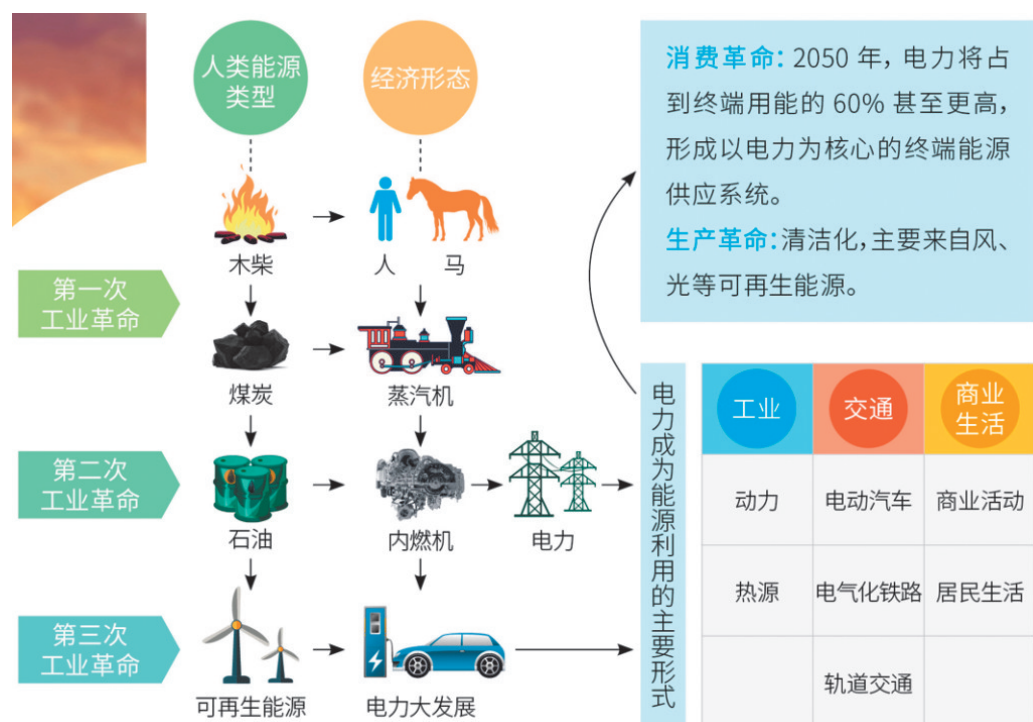 人类能源
类型
经济形态
消费革命：2050 年，电力将占
到终端用能的 60% 甚至更高，
形成以电力为核心的终端能源
供应系统。
生产革命：清洁化，主要来自风、
光等可再生能源。
木柴
人
马
第一次
工业革命
煤炭
蒸汽机
第二次
工业革命
石油
内燃机
电力
第三次
工业革命
可再生能源
电力大发展
电力成为能源利用的主要形式
工业
交通
商业
生活
动力
电动汽车
商业活动
热源
电气化铁路
居民生活
轨道交通